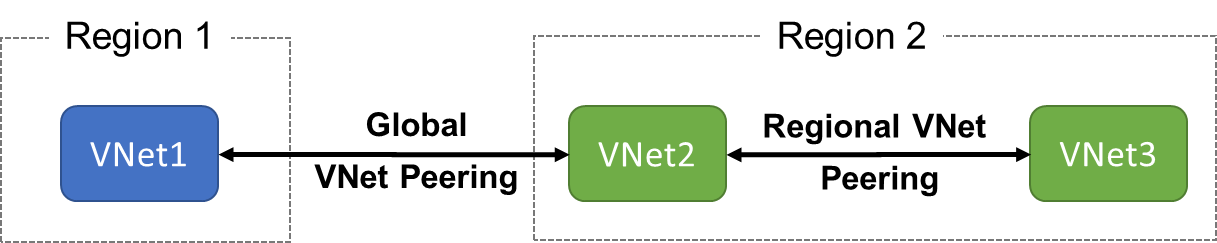 Region 1
Region 2
VNet1
Global
VNet Peering
VNet2
Regional VNet
Peering
VNet3